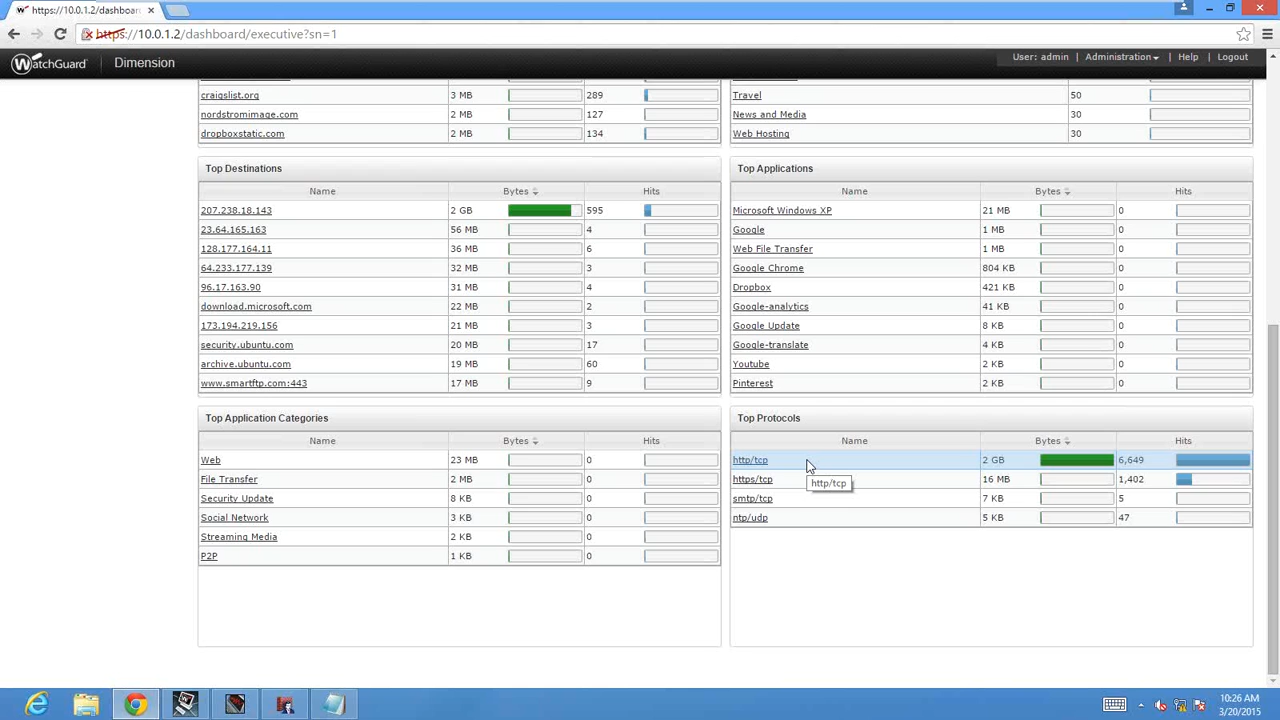 https://10.0.1.2/dashboar
https://10.0.1.2/dashboard/executive?sn=1
WatchGuard Dimension User: admin Administration Help Logout
craigslist.org 3 MB 289 Travel 50
nordstromimage.com 2 MB 127 News and Media 30
dropboxstatic.com 2 MB 134 Web Hosting 30
Top Destinations Top Applications
Name Bytes Hits Name Bytes Hits
207.238.18.143 2 GB 595 Microsoft Windows XP 21 MB 0
23.64.165.163 56 MB 4 Google 1 MB 0
128.177.164.11 36 MB 6 Web File Transfer 1 MB 0
64.233.177.139 32 MB 3 Google Chrome 804 KB 0
96.17.163.90 31 MB 4 Dropbox 421 KB 0
download.microsoft.com 22 MB 2 Google-analytics 41 KB 0
173.194.219.156 21 MB 3 Google Update 8 KB 0
security.ubuntu.com 20 MB 17 Google-translate 4 KB 0
archive.ubuntu.com 19 MB 60 Youtube 2 KB 0
www.smartftp.com:443 17 MB 9 Pinterest 2 KB 0
Top Application Categories Top Protocols
Name Bytes Hits Name Bytes Hits
Web 23 MB 0 http/tcp 2 GB 6,649
File Transfer 2 MB 0 https/tcp 16 MB 1,402
http/tcp
Security Update 8 KB 0 smtp/tcp 7 KB 5
Social Network 3 KB 0 ntp/udp 5 KB 47
Streaming Media 2 KB 0
P2P 1 KB 0
10:26 AM
3/20/2015